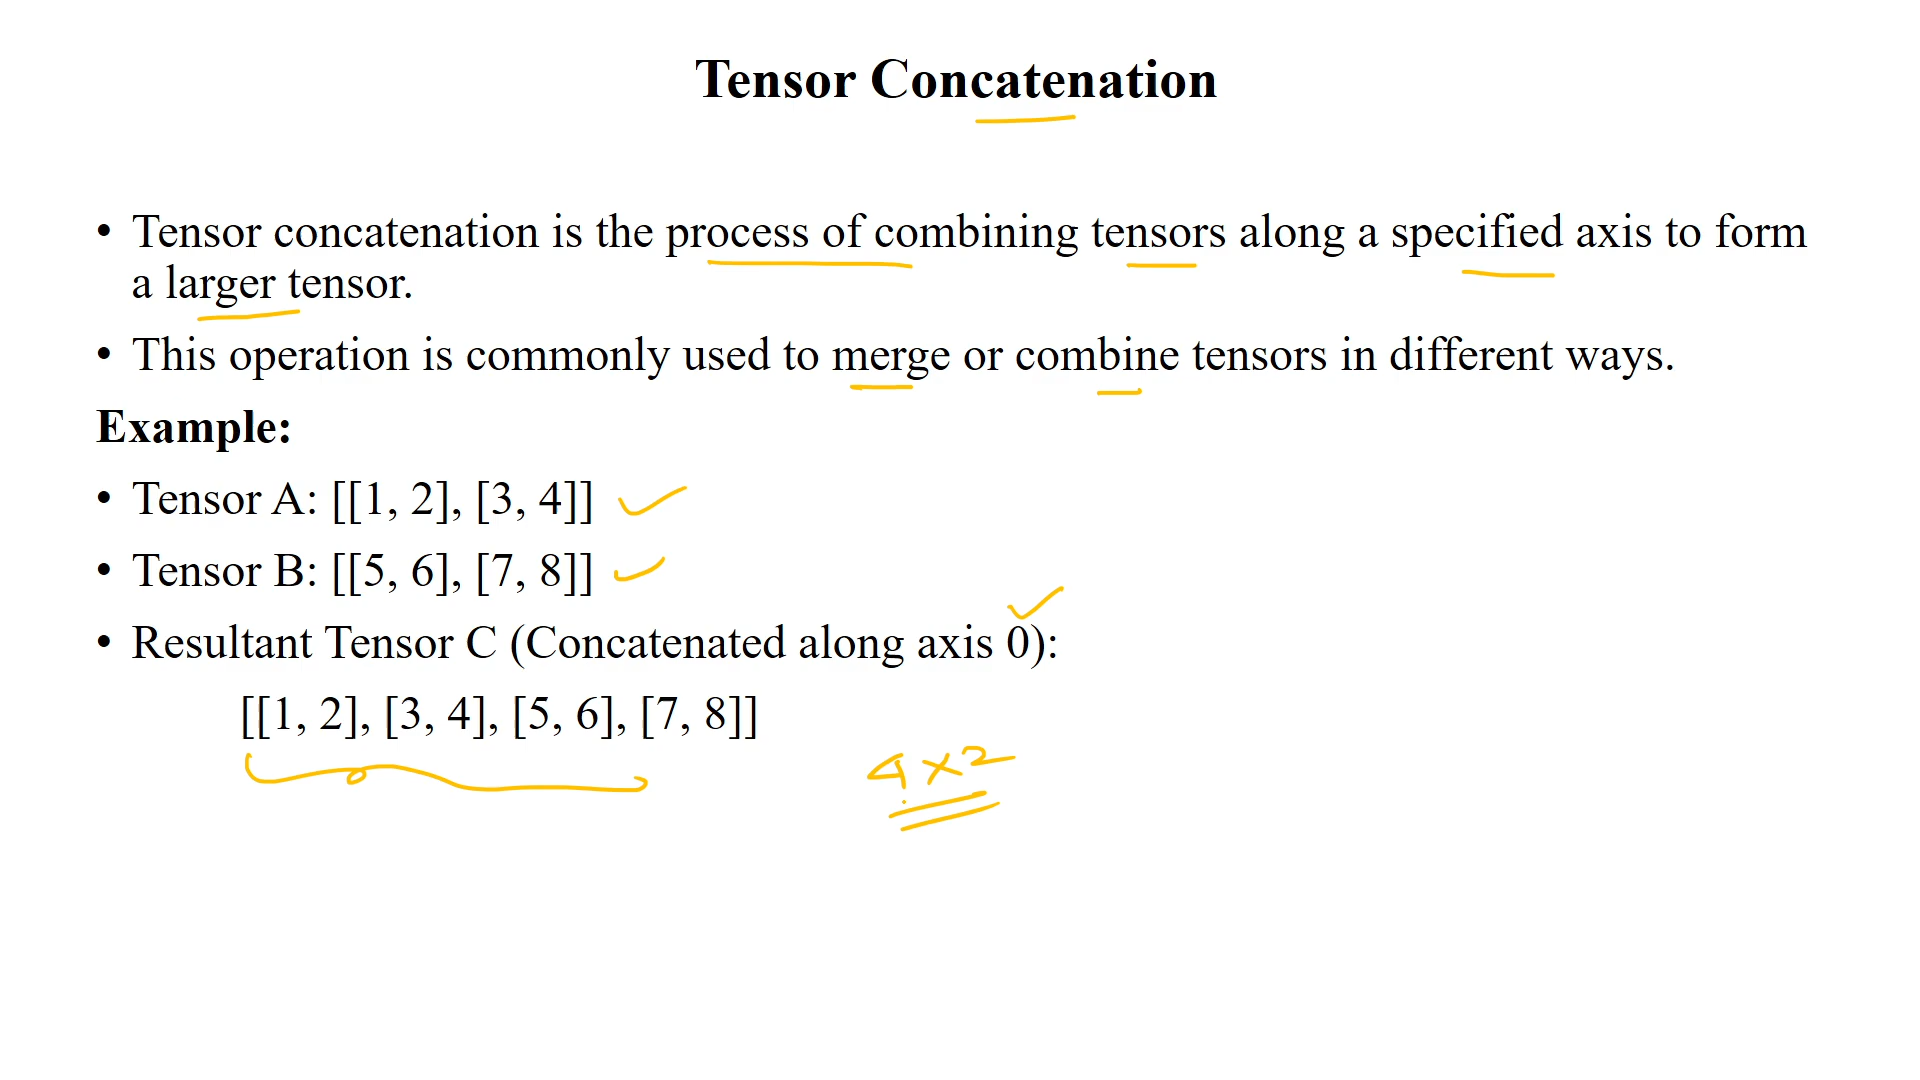 Tensor Concatenation
• Tensor concatenation is the process of combining tensors along a specified axis to form
a larger tensor.
• This operation is commonly used to merge or combine tensors in different ways.
Example:
• Tensor A: [[1, 2], [3, 4]]
• Tensor B: [[5, 6], [7, 8]]
• Resultant Tensor C (Concatenated along axis 0):
[[1, 2], [3, 4], [5, 6], [7, 8]]
4×2